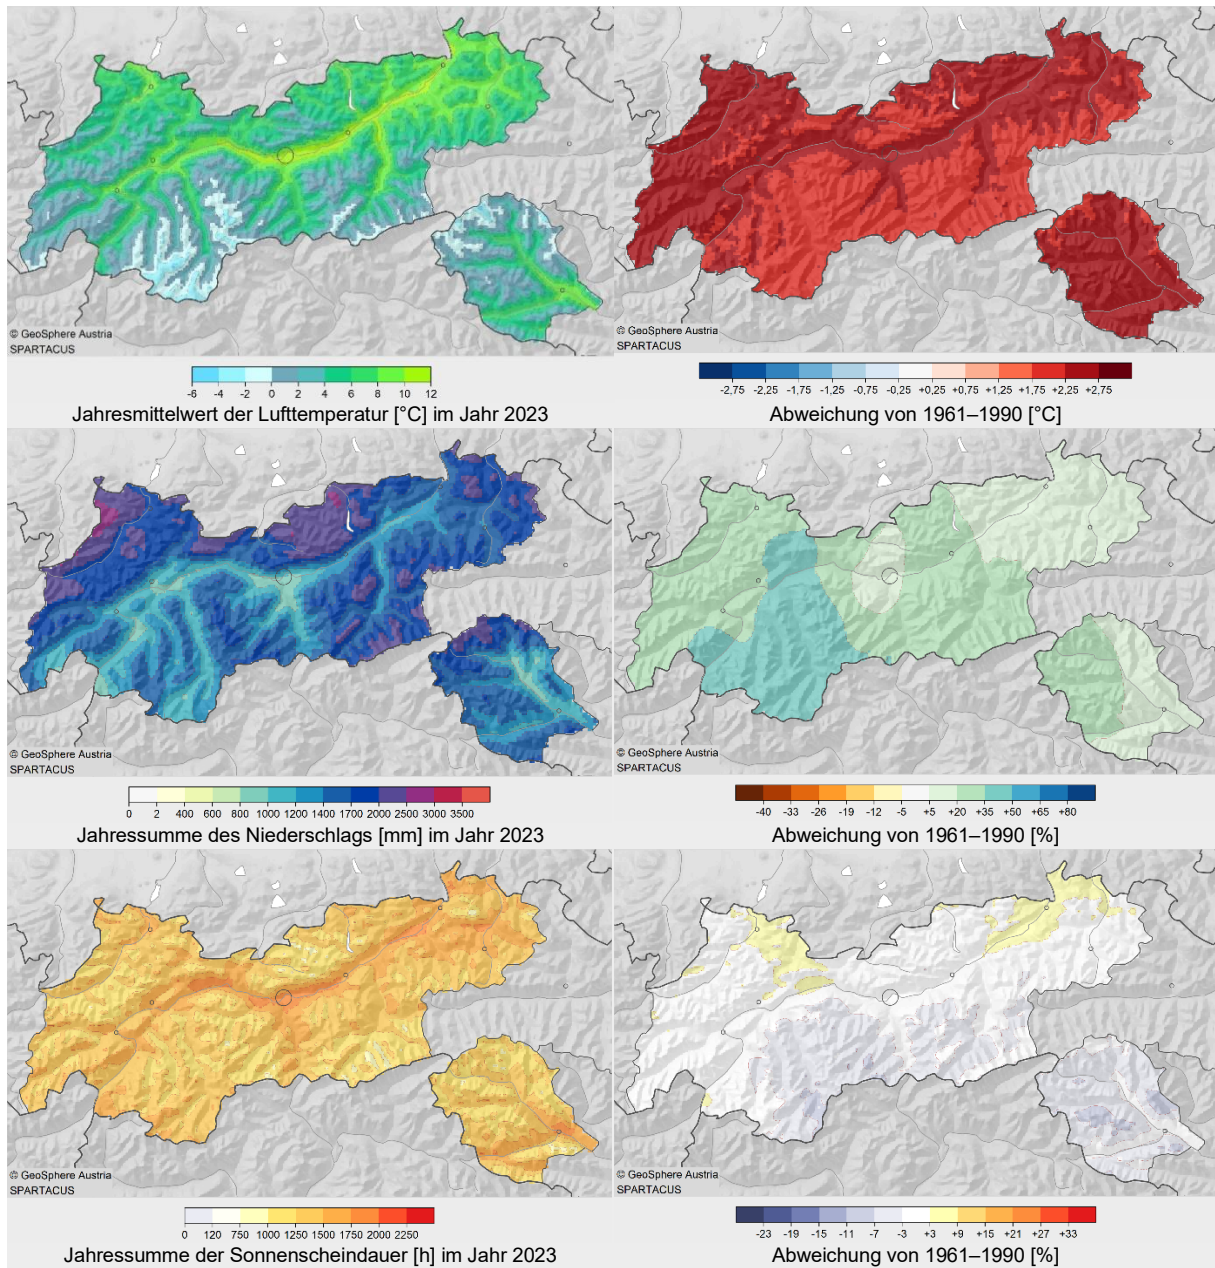 © GeoSphere Austria
SPARTACUS
-6 -4 -2 0 2 4 6 8 10 12
Jahresmittelwert der Lufttemperatur [°C] im Jahr 2023
© GeoSphere Austria
SPARTACUS
-2,75 -2,25 -1,75 -1,25 -0,75 -0,25 +0,25 +0,75 +1,25 +1,75 +2,25 +2,75
Abweichung von 1961–1990 [°C]
© GeoSphere Austria
SPARTACUS
0 2 400 600 800 1000 1200 1400 1700 2000 2500 3000 3500
Jahressumme des Niederschlags [mm] im Jahr 2023
© GeoSphere Austria
SPARTACUS
-40 -33 -26 -19 -12 -5 +5 +20 +35 +50 +65 +80
Abweichung von 1961–1990 [%]
© GeoSphere Austria
SPARTACUS
0 120 750 1000 1250 1500 1750 2000 2250
Jahressumme der Sonnenscheindauer [h] im Jahr 2023
© GeoSphere Austria
SPARTACUS
-23 -19 -15 -11 -7 -3 +3 +9 +15 +21 +27 +33
Abweichung von 1961–1990 [%]